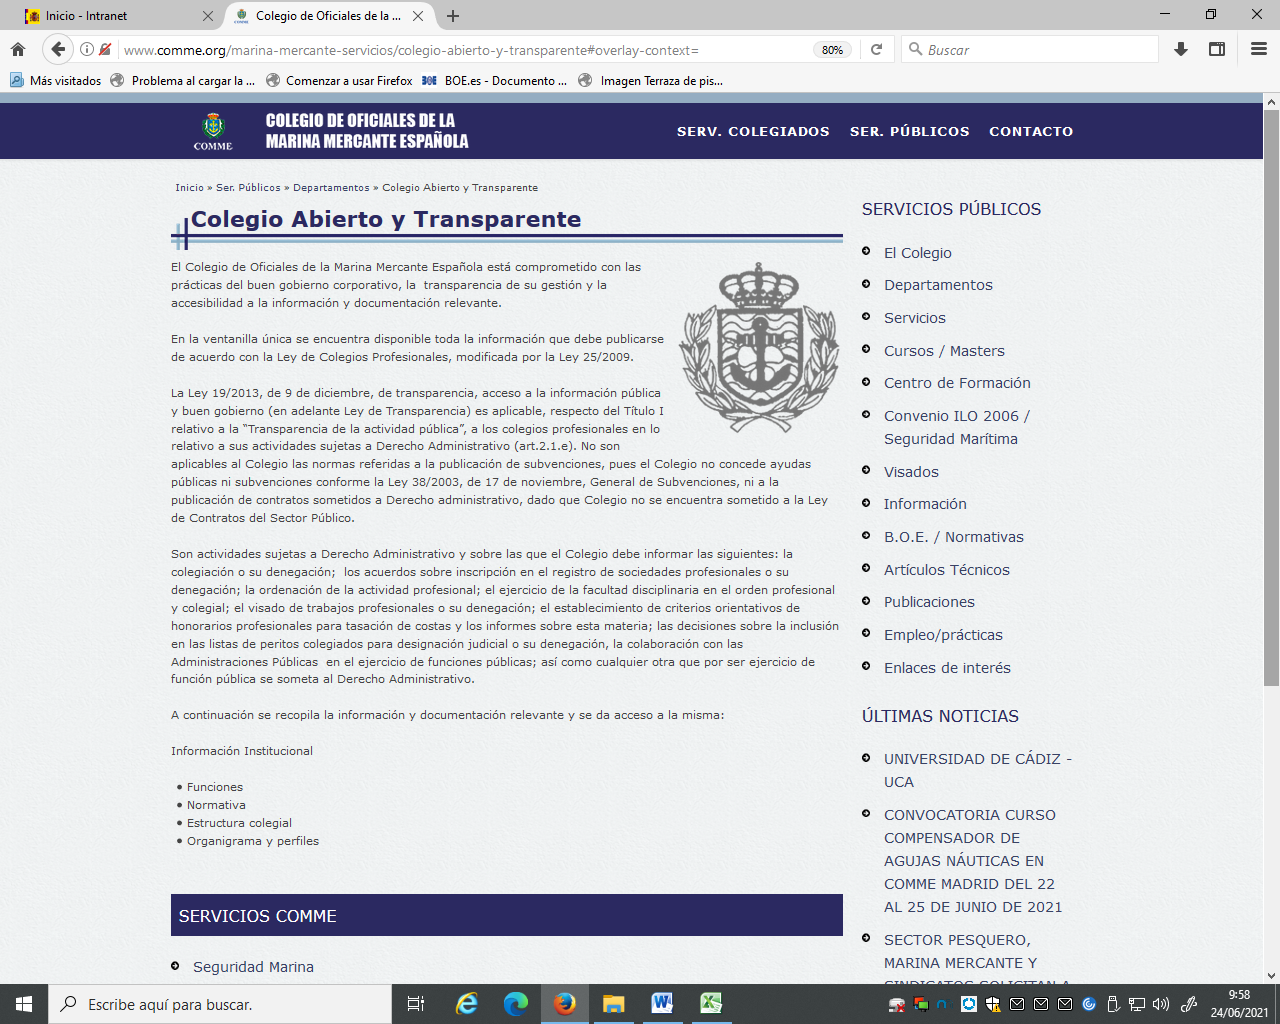 Inicio - Intranet
Colegio de Oficiales de la ...
www.comme.org/marina-mercante-servicios/colegio-abierto-y-transparente#overlay-context=
80%
Buscar
Más visitados
Problema al cargar la ...
Comenzar a usar Firefox
BOE.es - Documento ...
Imagen Terraza de pis...
COMME
COLEGIO DE OFICIALES DE LA
MARINA MERCANTE ESPAÑOLA
SERV. COLEGIADOS
SER. PÚBLICOS
CONTACTO
Inicio » Ser. Públicos » Departamentos » Colegio Abierto y Transparente
Colegio Abierto y Transparente
El Colegio de Oficiales de la Marina Mercante Española está comprometido con las
prácticas del buen gobierno corporativo, la  transparencia de su gestión y la
accesibilidad a la información y documentación relevante.
En la ventanilla única se encuentra disponible toda la información que debe publicarse
de acuerdo con la Ley de Colegios Profesionales, modificada por la Ley 25/2009.
La Ley 19/2013, de 9 de diciembre, de transparencia, acceso a la información pública
y buen gobierno (en adelante Ley de Transparencia) es aplicable, respecto del Título I
relativo a la “Transparencia de la actividad pública”, a los colegios profesionales en lo
relativo a sus actividades sujetas a Derecho Administrativo (art.2.1.e). No son
aplicables al Colegio las normas referidas a la publicación de subvenciones, pues el Colegio no concede ayudas
públicas ni subvenciones conforme la Ley 38/2003, de 17 de noviembre, General de Subvenciones, ni a la
publicación de contratos sometidos a Derecho administrativo, dado que Colegio no se encuentra sometido a la Ley
de Contratos del Sector Público.
Son actividades sujetas a Derecho Administrativo y sobre las que el Colegio debe informar las siguientes: la
colegiación o su denegación;  los acuerdos sobre inscripción en el registro de sociedades profesionales o su
denegación; la ordenación de la actividad profesional; el ejercicio de la facultad disciplinaria en el orden profesional
y colegial; el visado de trabajos profesionales o su denegación; el establecimiento de criterios orientativos de
honorarios profesionales para tasación de costas y los informes sobre esta materia; las decisiones sobre la inclusión
en las listas de peritos colegiados para designación judicial o su denegación, la colaboración con las
Administraciones Públicas  en el ejercicio de funciones públicas; así como cualquier otra que por ser ejercicio de
función pública se someta al Derecho Administrativo.
A continuación se recopila la información y documentación relevante y se da acceso a la misma:
Información Institucional
• Funciones
• Normativa
• Estructura colegial
• Organigrama y perfiles
SERVICIOS COMME
Seguridad Marina
SERVICIOS PÚBLICOS
El Colegio
Departamentos
Servicios
Cursos / Masters
Centro de Formación
Convenio ILO 2006 /
Seguridad Marítima
Visados
Información
B.O.E. / Normativas
Artículos Técnicos
Publicaciones
Empleo/prácticas
Enlaces de interés
ÚLTIMAS NOTICIAS
UNIVERSIDAD DE CÁDIZ -
UCA
CONVOCATORIA CURSO
COMPENSADOR DE
AGUJAS NÁUTICAS EN
COMME MADRID DEL 22
AL 25 DE JUNIO DE 2021
SECTOR PESQUERO,
MARINA MERCANTE Y
SINDICATOS SOLICITAN A
Escribe aquí para buscar.
9:58
24/06/2021